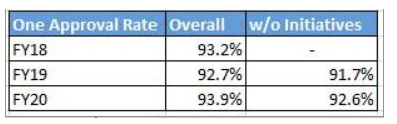 One Approval Rate Overall w/o Initiatives
FY18 93.2% -
FY19 92.7% 91.7%
FY20 93.9% 92.6%